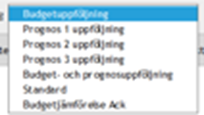 Budgetuppföljning
Prognos 1 uppföljning
Prognos 2 uppföljning
Prognos 3 uppföljning
Budget- och prognosuppföljning
Standard
Budgetjämförelse Ack